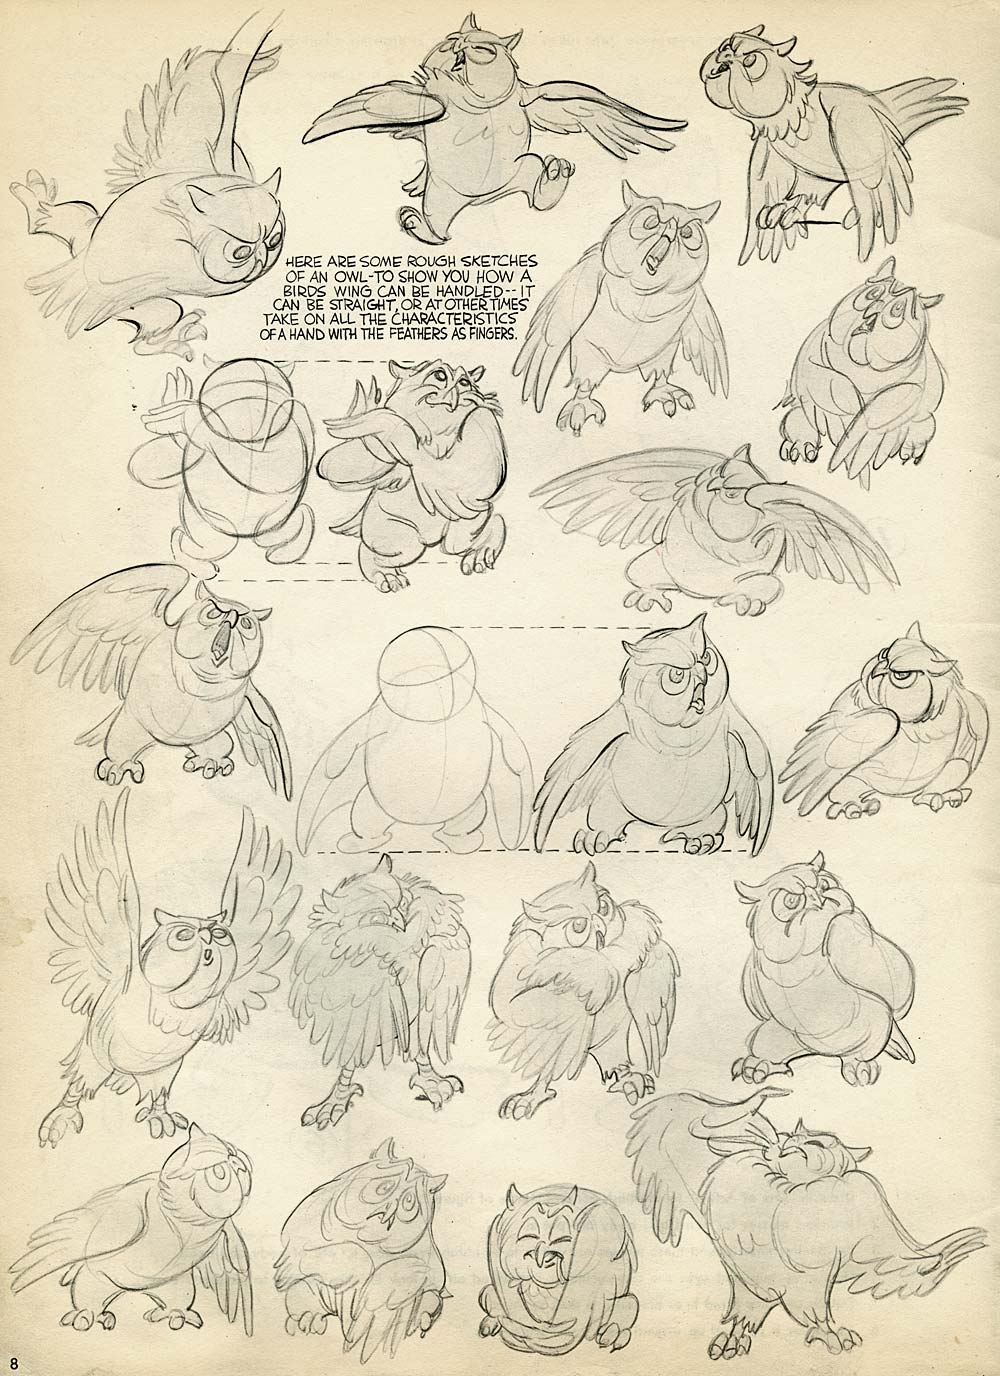 HERE ARE SOME ROUGH SKETCHES
OF AN OWL-TO SHOW YOU HOW A
BIRDS WING CAN BE HANDLED--IT
CAN BE STRAIGHT, OR AT OTHER TIMES
TAKE ON ALL THE CHARACTERISTICS
OF A HAND WITH THE FEATHERS AS FINGERS.
8